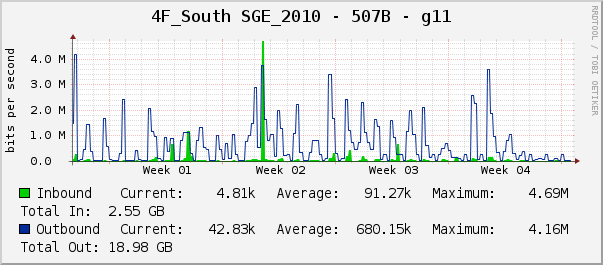 4F_South SGE_2010 - 507B - g11
RRDTOOL / TOBI OETIKER
bits per second
4.0 M
3.0 M
2.0 M
1.0 M
0.0
Week 01 Week 02 Week 03 Week 04
Inbound Current: 4.81k Average: 91.27k Maximum: 4.69M
Total In: 2.55 GB
Outbound Current: 42.83k Average: 680.15k Maximum: 4.16M
Total Out: 18.98 GB